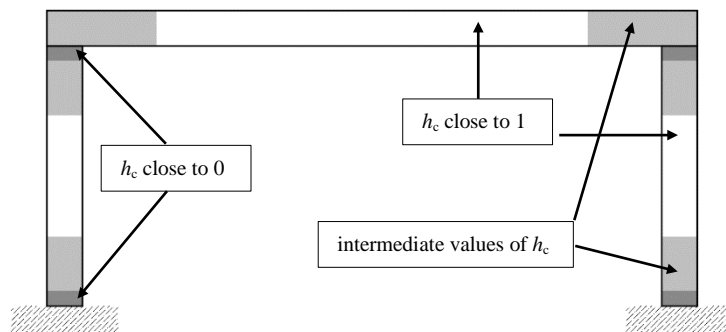 h_c close to 1
h_c close to 0
intermediate values of h_c